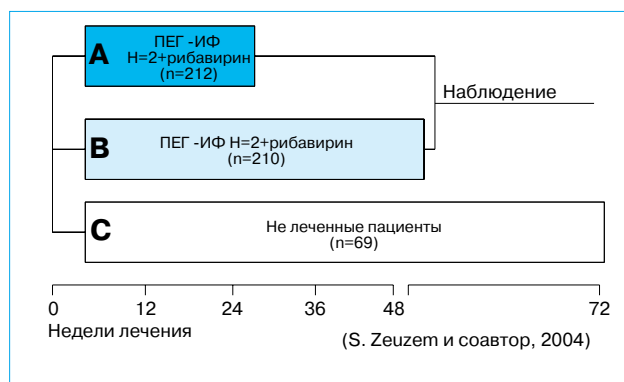 A
ПЕГ -ИФ
Н=2+рибавирин
(n=212)
Наблюдение
B
ПЕГ -ИФ Н=2+рибавирин
(n=210)
C
Не леченные пациенты
(n=69)
0 12 24 36 48 72
Недели лечения
(S. Zeuzem и соавтор, 2004)